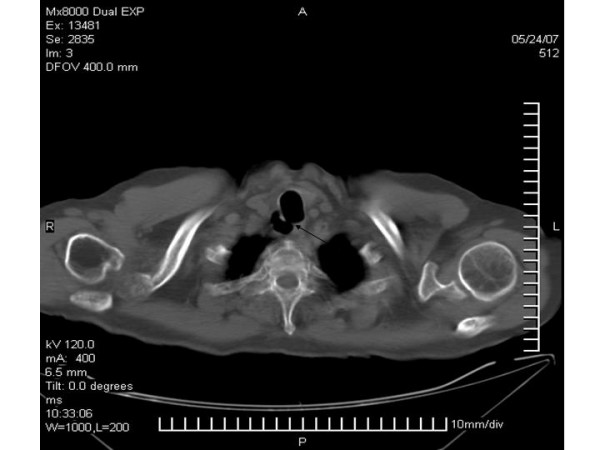 Mx8000 Dual EXP
Ex: 13481
Se: 2835
Im: 3
DFOV 400.0 mm
A
05/24/07
512
R
L
kV 120.0
mA: 400
6.5 mm
Tilt: 0.0 degrees
ms
10:33:06
W=1000,L=200
10mm/div
P